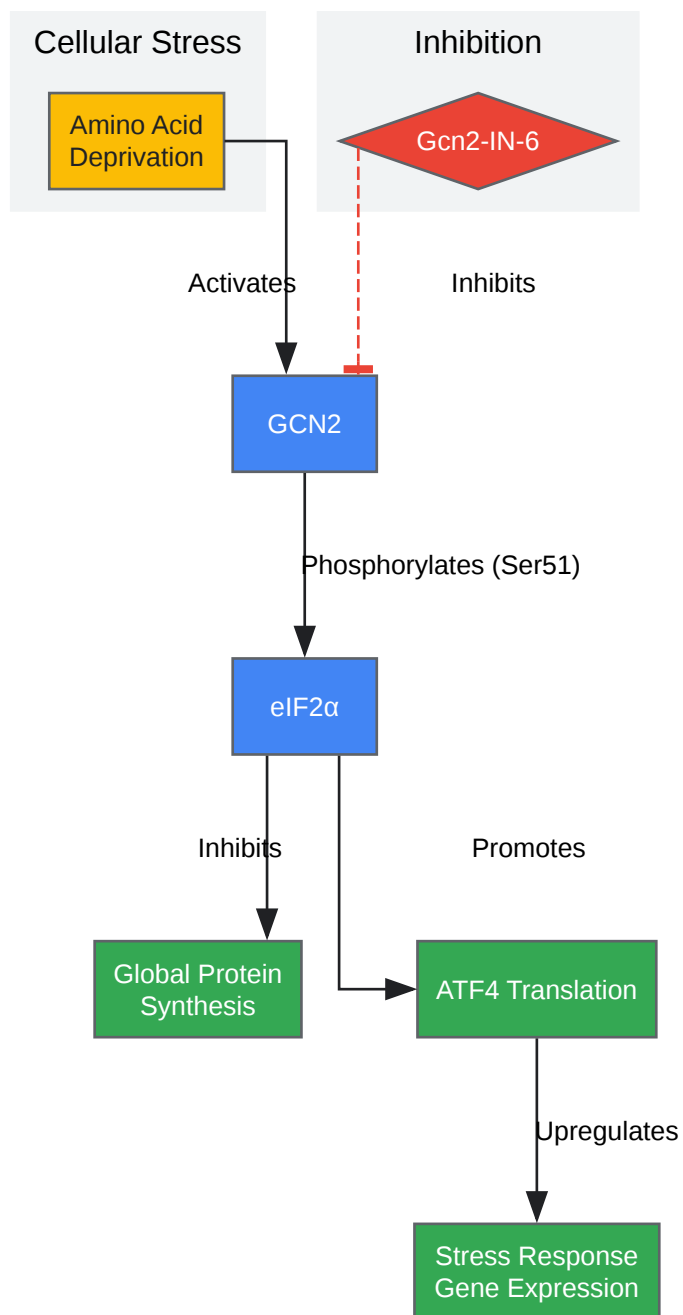 Cellular Stress
Inhibition
Amino Acid
Deprivation
Gcn2-IN-6
Activates
Inhibits
GCN2
Phosphorylates (Ser51)
eIF2α
Inhibits
Promotes
Global Protein
Synthesis
ATF4 Translation
Upregulates
Stress Response
Gene Expression